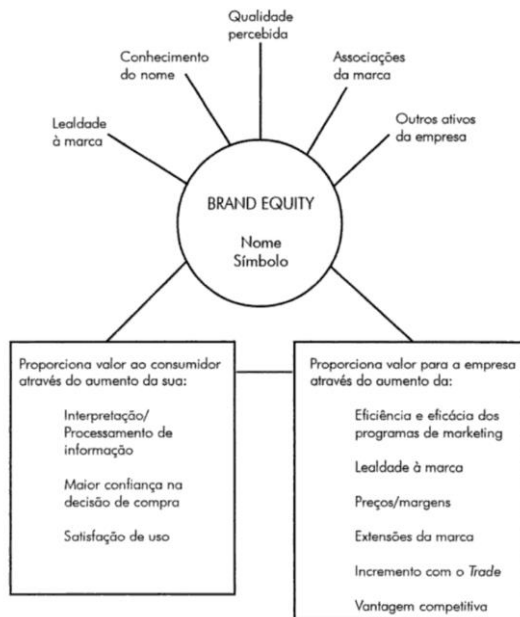 Qualidade
percebida
Conhecimento
do nome
Associações
da marca
Lealdade
à marca
Outros ativos
da empresa
BRAND EQUITY
Nome
Símbolo
Proporciona valor ao consumidor
através do aumento da sua:
Interpretação/
Processamento de
informação
Maior confiança na
decisão de compra
Satisfação de uso
Proporciona valor para a empresa
através do aumento da:
Eficiência e eficácia dos
programas de marketing
Lealdade à marca
Preços/margens
Extensões da marca
Incremento com o Trade
Vantagem competitiva